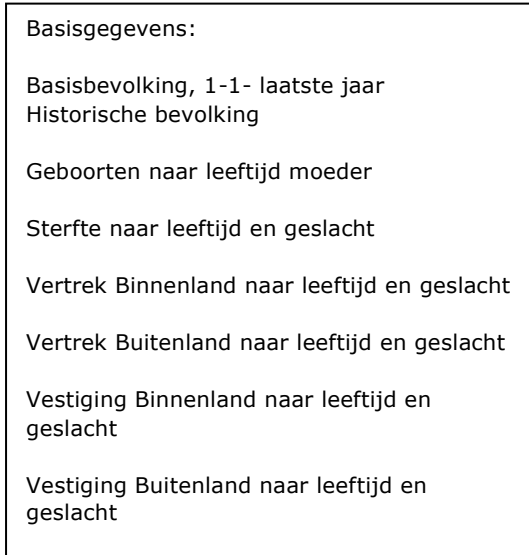 Basisgegevens:
Basisbevolking, 1-1- laatste jaar
Historische bevolking
Geboorten naar leeftijd moeder
Sterfte naar leeftijd en geslacht
Vertrek Binnenland naar leeftijd en geslacht
Vertrek Buitenland naar leeftijd en geslacht
Vestiging Binnenland naar leeftijd en
geslacht
Vestiging Buitenland naar leeftijd en
geslacht